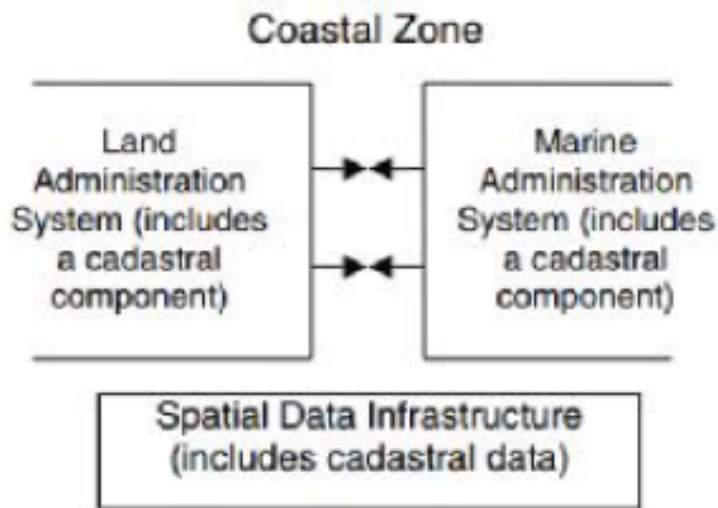 Coastal Zone
Land
Administration
System (includes
a cadastral
component)
Marine
Administration
System (includes
a cadastral
component)
Spatial Data Infrastructure
(includes cadastral data)